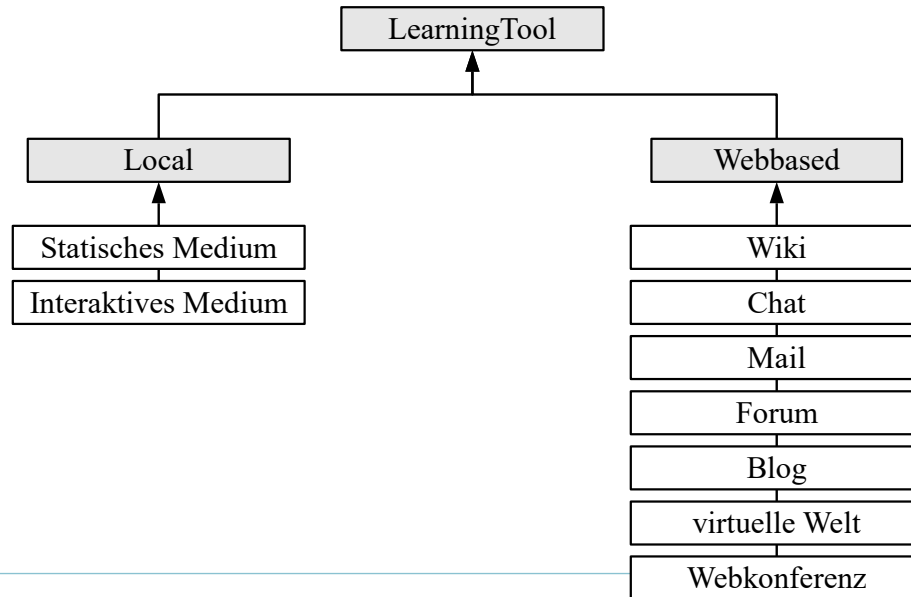 LearningTool
Local
Webbased
Statisches Medium
Interaktives Medium
Wiki
Chat
Mail
Forum
Blog
virtuelle Welt
Webkonferenz